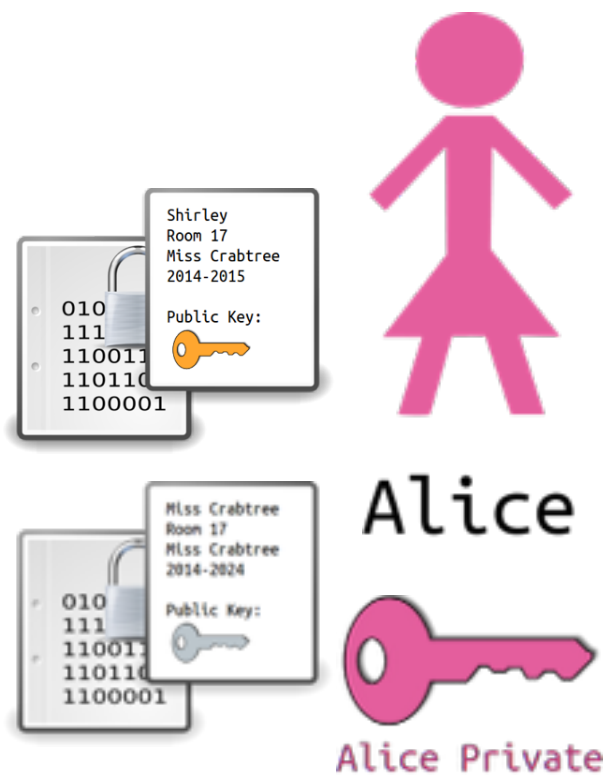 Shirley
Room 17
Miss Crabtree
2014-2015
Public Key:
010
111
110011
110110
1100001
Alice
Miss Crabtree
Room 17
Miss Crabtree
2014-2024
Public Key:
010
111
110011
110110
1100001
Alice Private